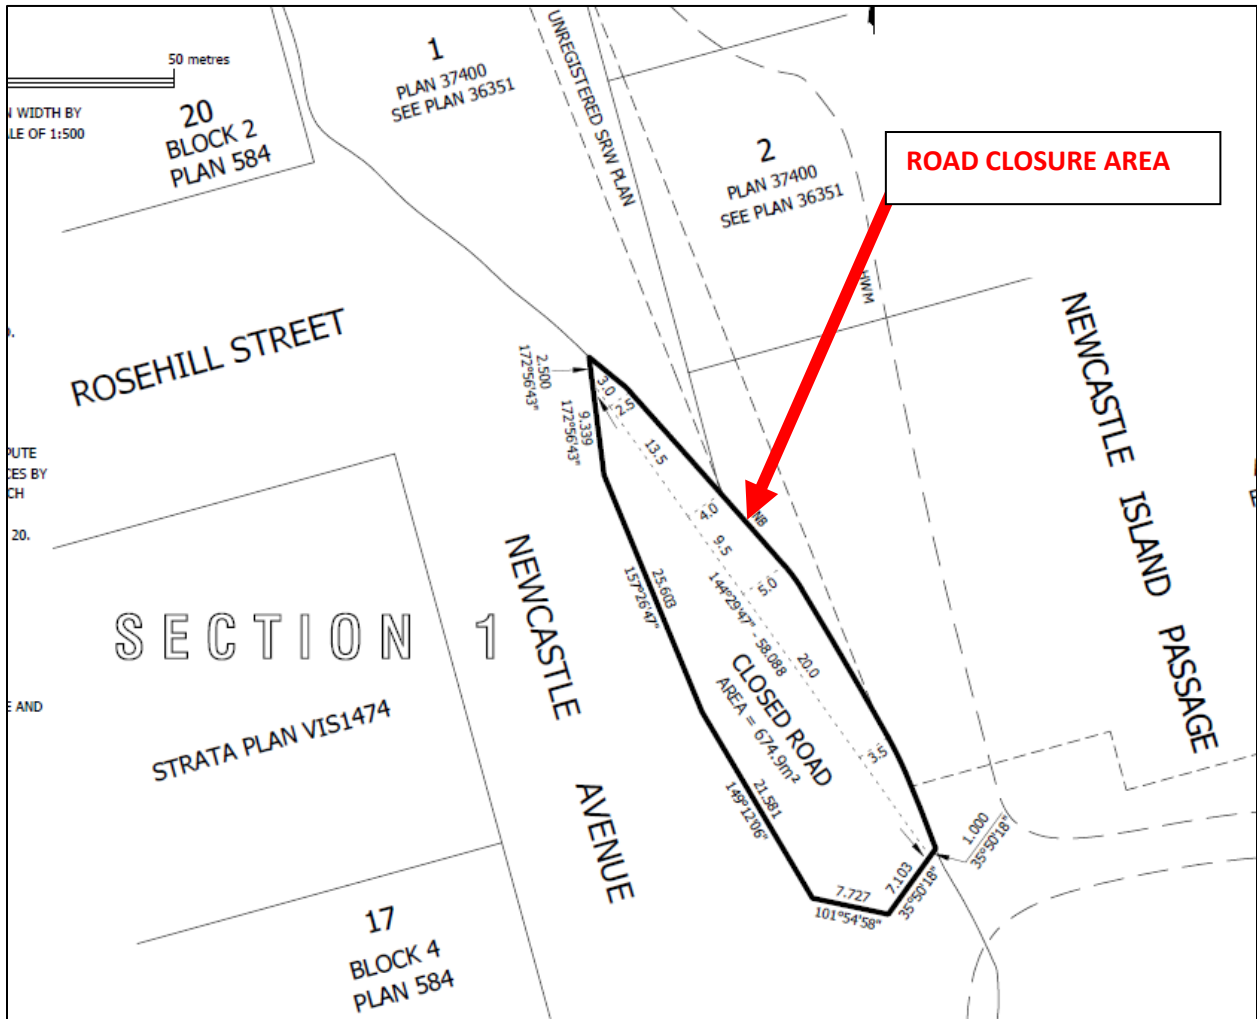 50 metres
N WIDTH BY
ALE OF 1:500
20
BLOCK 2
PLAN 584
1
PLAN 37400
SEE PLAN 36351
UNREGISTERED SRW PLAN
2
PLAN 37400
SEE PLAN 36351
ROAD CLOSURE AREA
HWM
NEWCASTLE ISLAND PASSAGE
ROSEHILL STREET
2.500
172°56'43"
9.339
172°56'43"
3.0
2.5
13.5
4.0
NB
9.5
5.0
144°29'47" - 58.088
20.0
3.5
25.603
157°26'47"
CLOSED ROAD
AREA = 674.9m²
21.581
149°12'06"
7.727
101°54'58"
7.103
35°50'18"
1.000
35°50'18"
PUTE
CES BY
CH
20.
E AND
SECTION 1
STRATA PLAN VIS1474
NEWCASTLE
AVENUE
17
BLOCK 4
PLAN 584